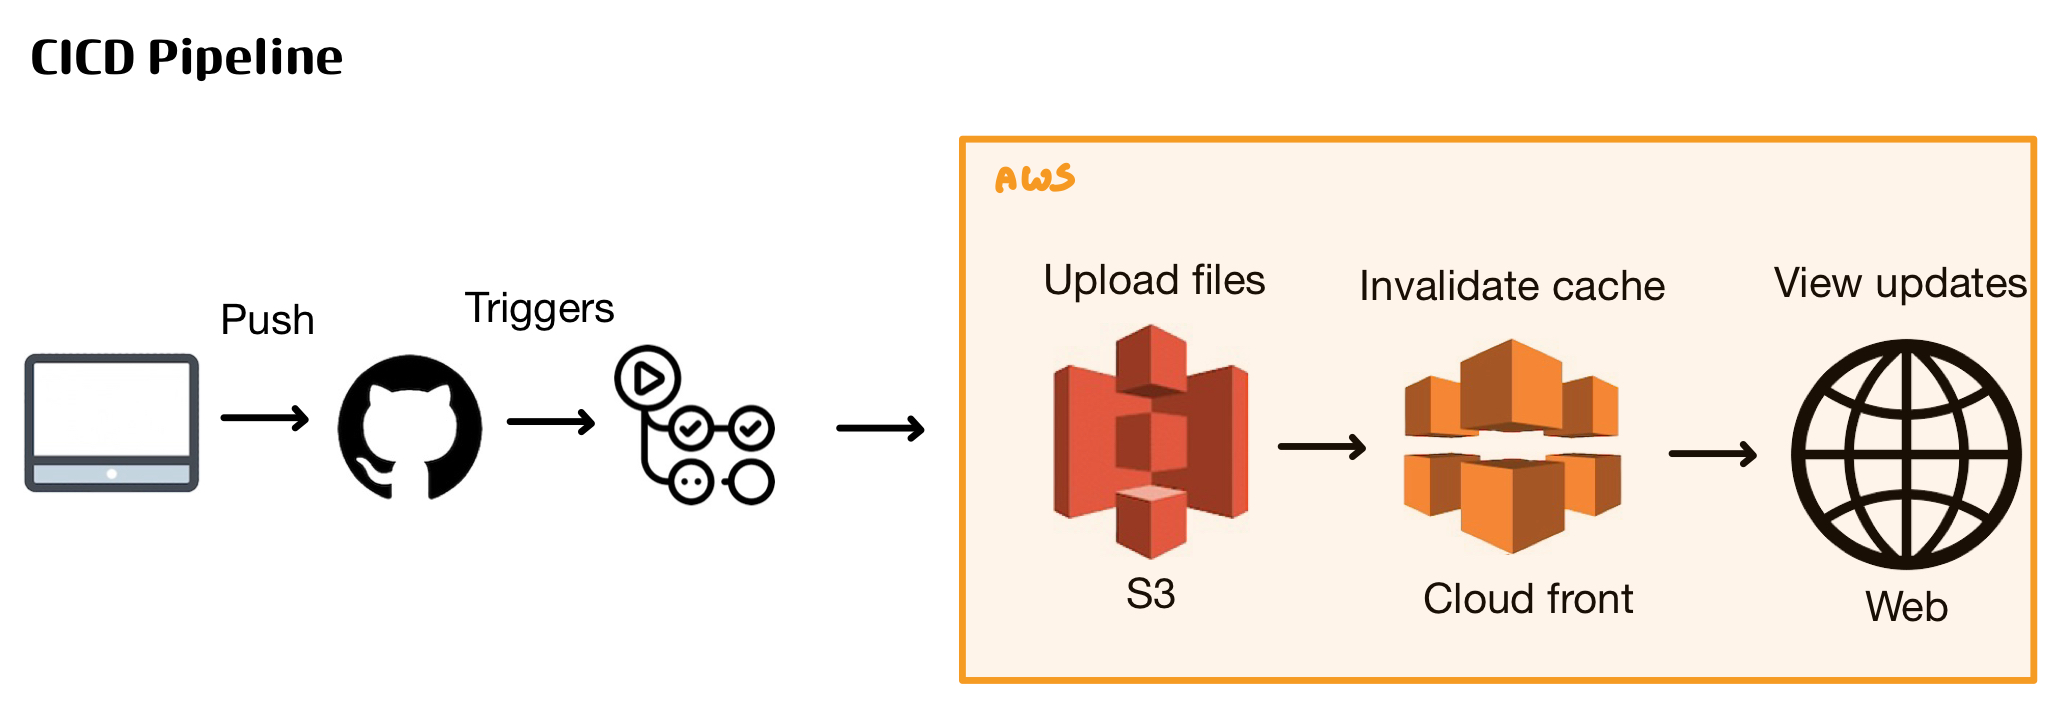 CICD Pipeline
AWS
Push
Triggers
Upload files
Invalidate cache
View updates
S3
Cloud front
Web